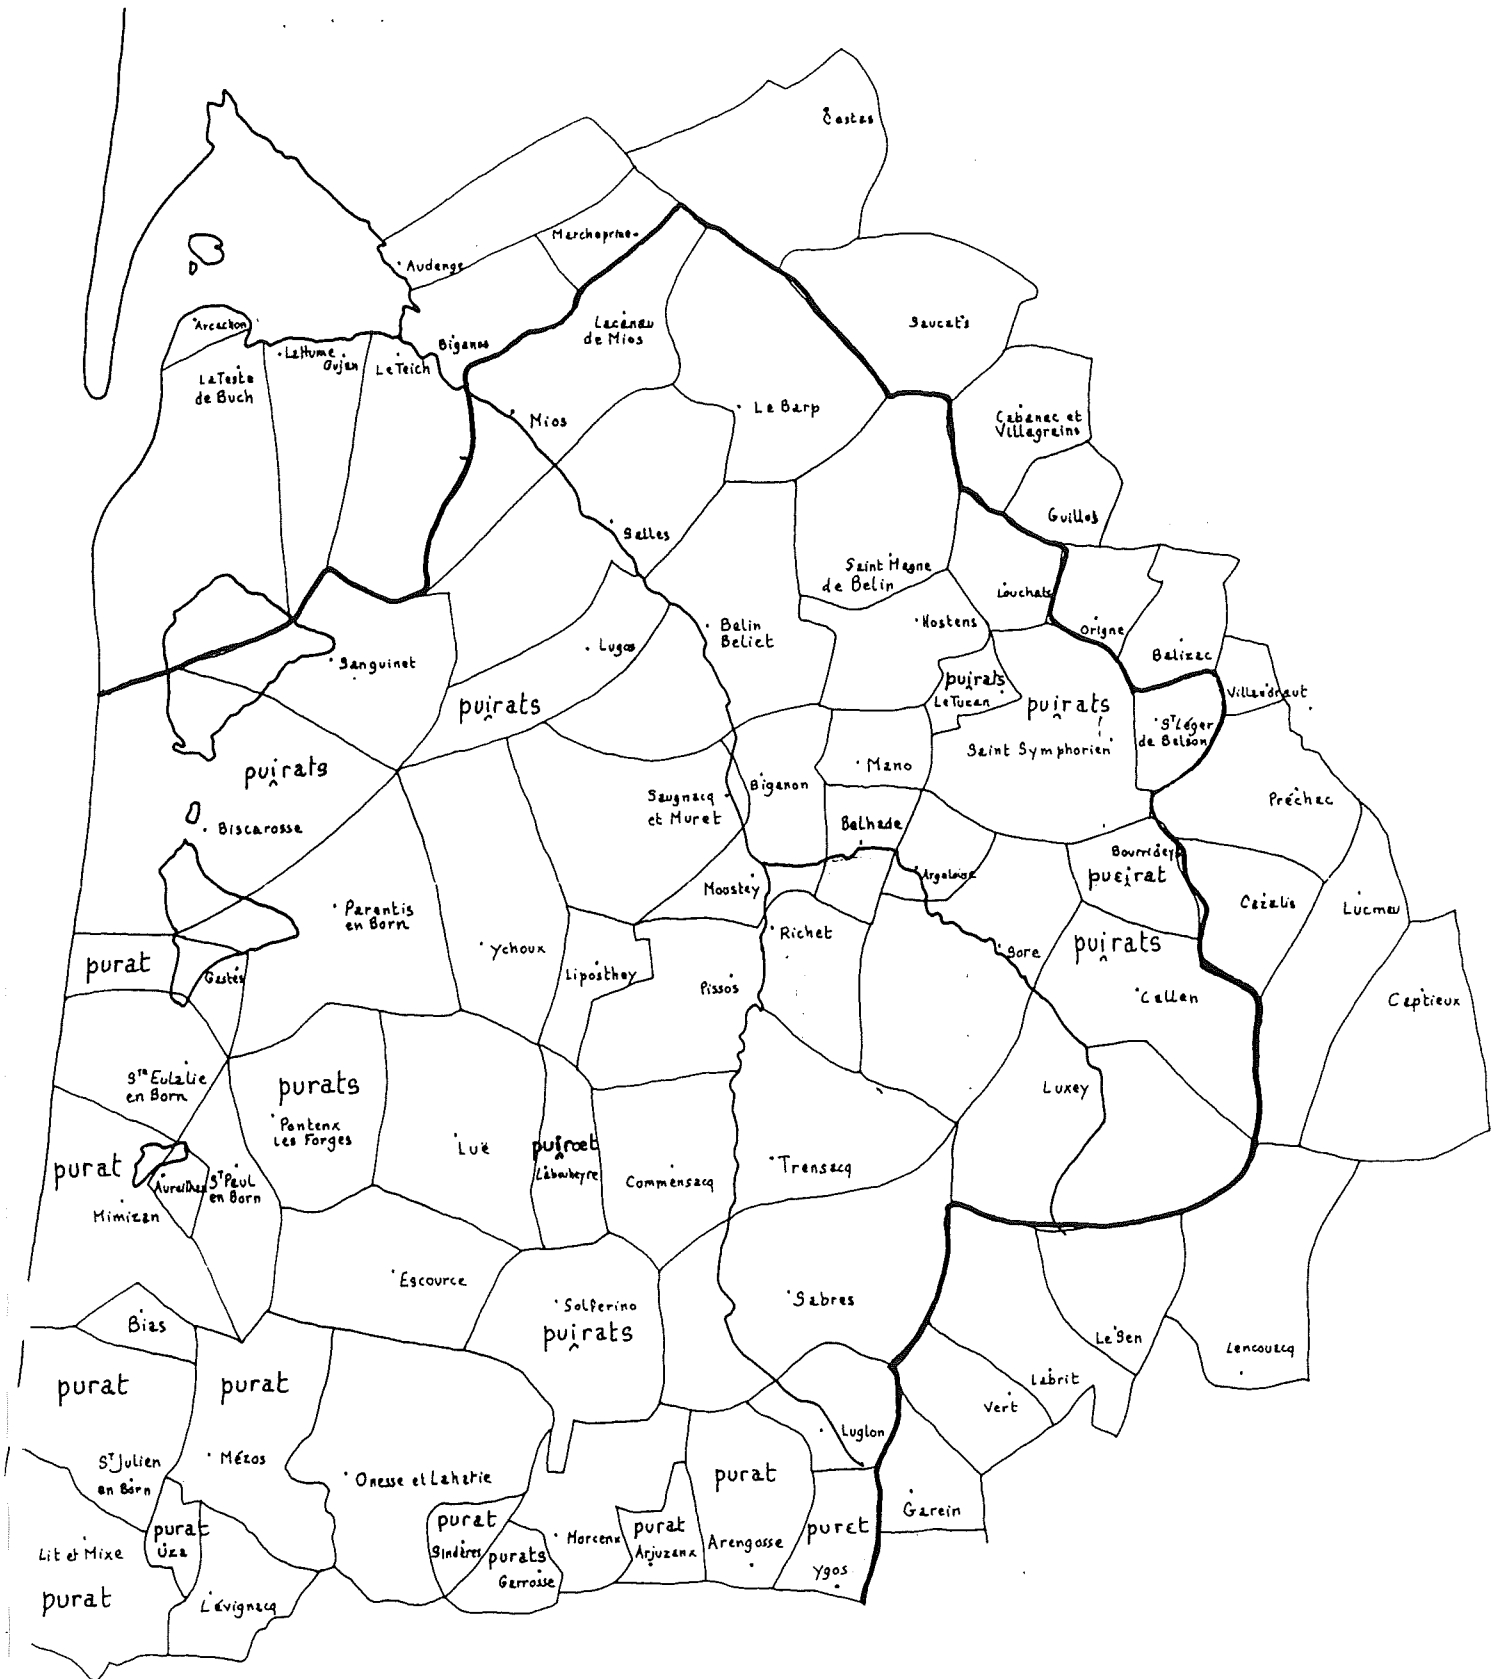 Cestas
Marcheprime
Audenge
Arcachon
La Hume
Gujan
Le Teich
Biganos
Lacanau
de Mios
Saucats
La Teste
de Buch
Mios
Le Barp
Cabanac et
Villagrains
Guillos
Salles
Saint Magne
de Belin
Louchats
Hostens
Origne
Belin
Beliet
Balizac
Lugos
Sanguinet
puirats
Le Tuzan
puirats
Villandraut
puirats
St Léger
de Balson
Saint Symphorien
puirats
Mano
Biganon
Saugnacq
et Muret
Préchac
Biscarosse
Belhade
Bourrideys
pueirat
Argelouse
Moustey
Cazalis
Lucmau
Parentis
en Born
Richet
Ychoux
puirats
Sore
purat
Gastes
Liposthey
Pissos
Callen
Captieux
Ste Eulalie
en Born
purats
Pontenx
Les Forges
Luxey
Luë
puiroet
Labouheyre
purat
Trensacq
Commensacq
Aureilhan
St Paul
en Born
Mimizan
Escource
Solferino
puirats
Sabres
Bias
Le Sen
Lencouacq
purat
purat
Labrit
Vert
Luglon
St Julien
en Born
Mézos
Onesse et Laharie
purat
Garein
purat
Uza
purat
Sindères
purats
Garrosse
Morcenx
purat
Arjuzanx
Arengosse
puret
Ygos
Lit et Mixe
purat
Lévignacq